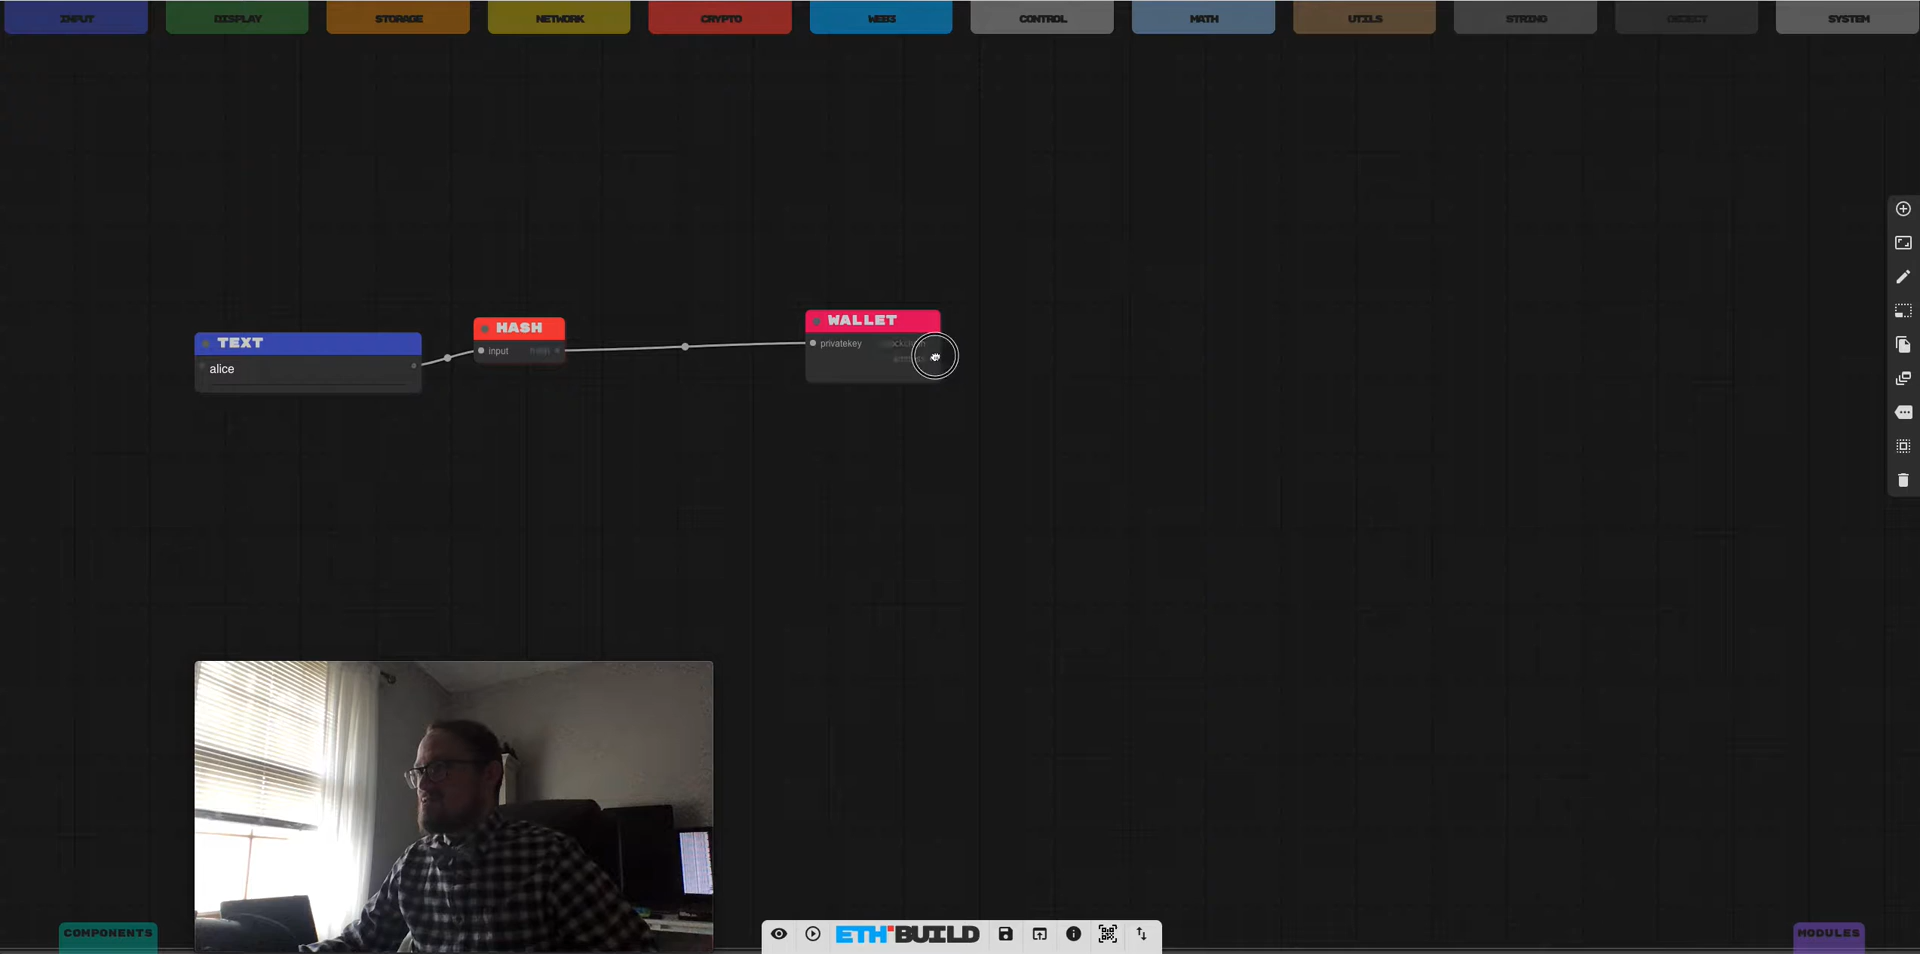 INPUT
DISPLAY
STORAGE
NETWORK
CRYPTO
WEB3
CONTROL
MATH
UTILS
STRING
OBJECT
SYSTEM
TEXT
alice
HASH
input
WALLET
privatekey
COMPONENTS
ETH BUILD
MODULES